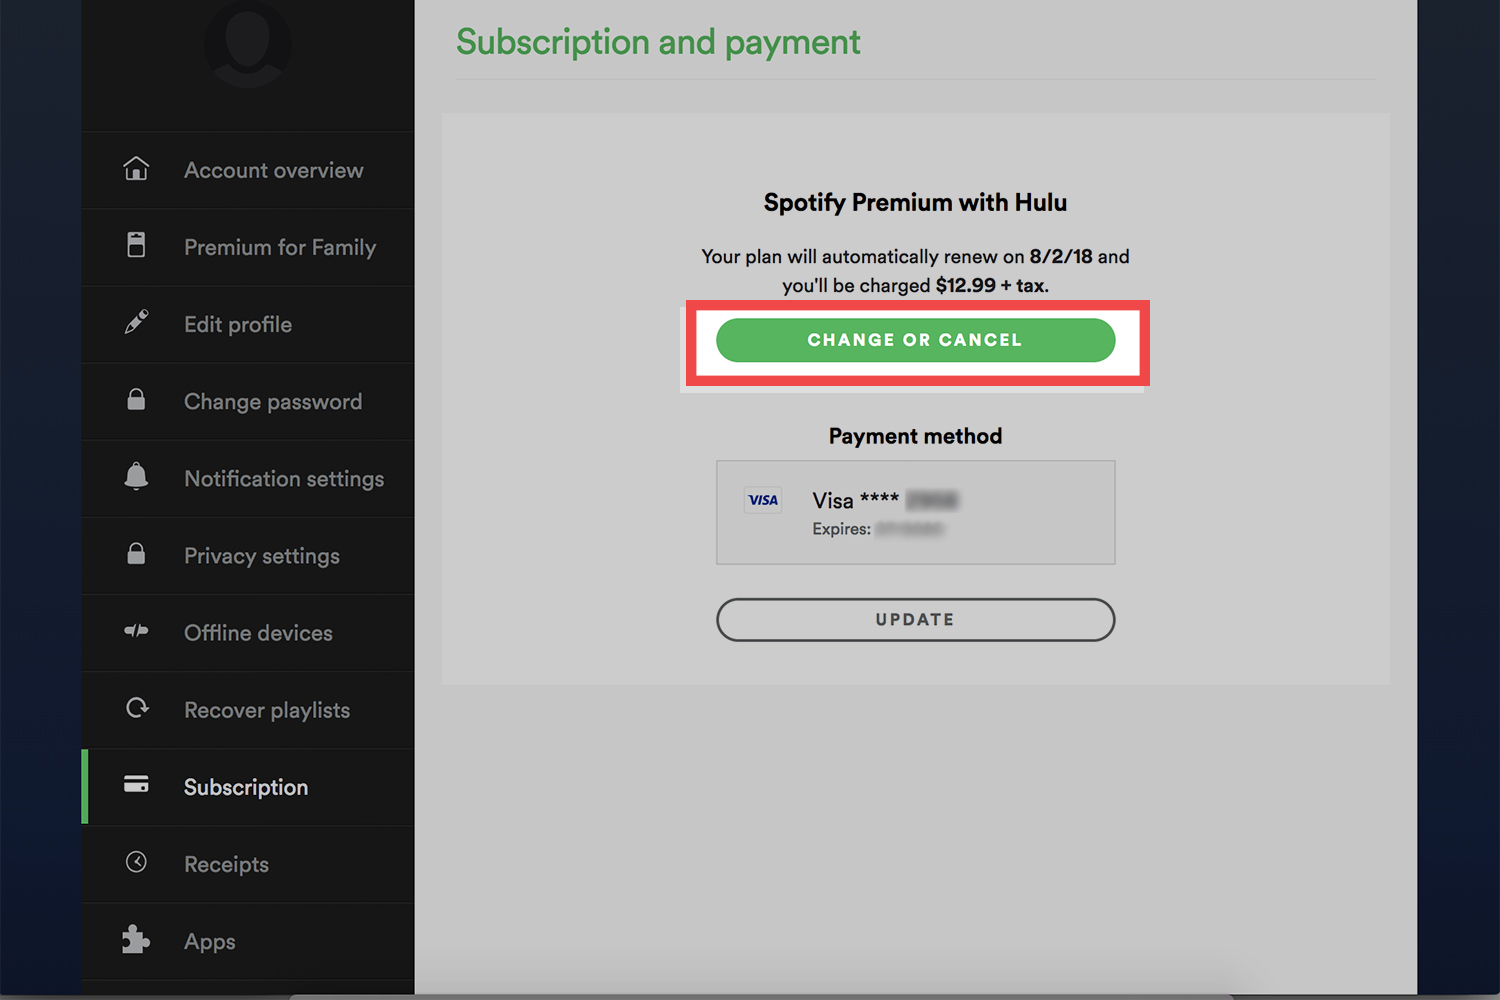 Subscription and payment
Account overview
Premium for Family
Edit profile
Change password
Notification settings
Privacy settings
Offline devices
Recover playlists
Subscription
Receipts
Apps
Spotify Premium with Hulu
Your plan will automatically renew on 8/2/18 and
you'll be charged $12.99 + tax.
CHANGE OR CANCEL
Payment method
VISA
Visa ****
Expires:
UPDATE